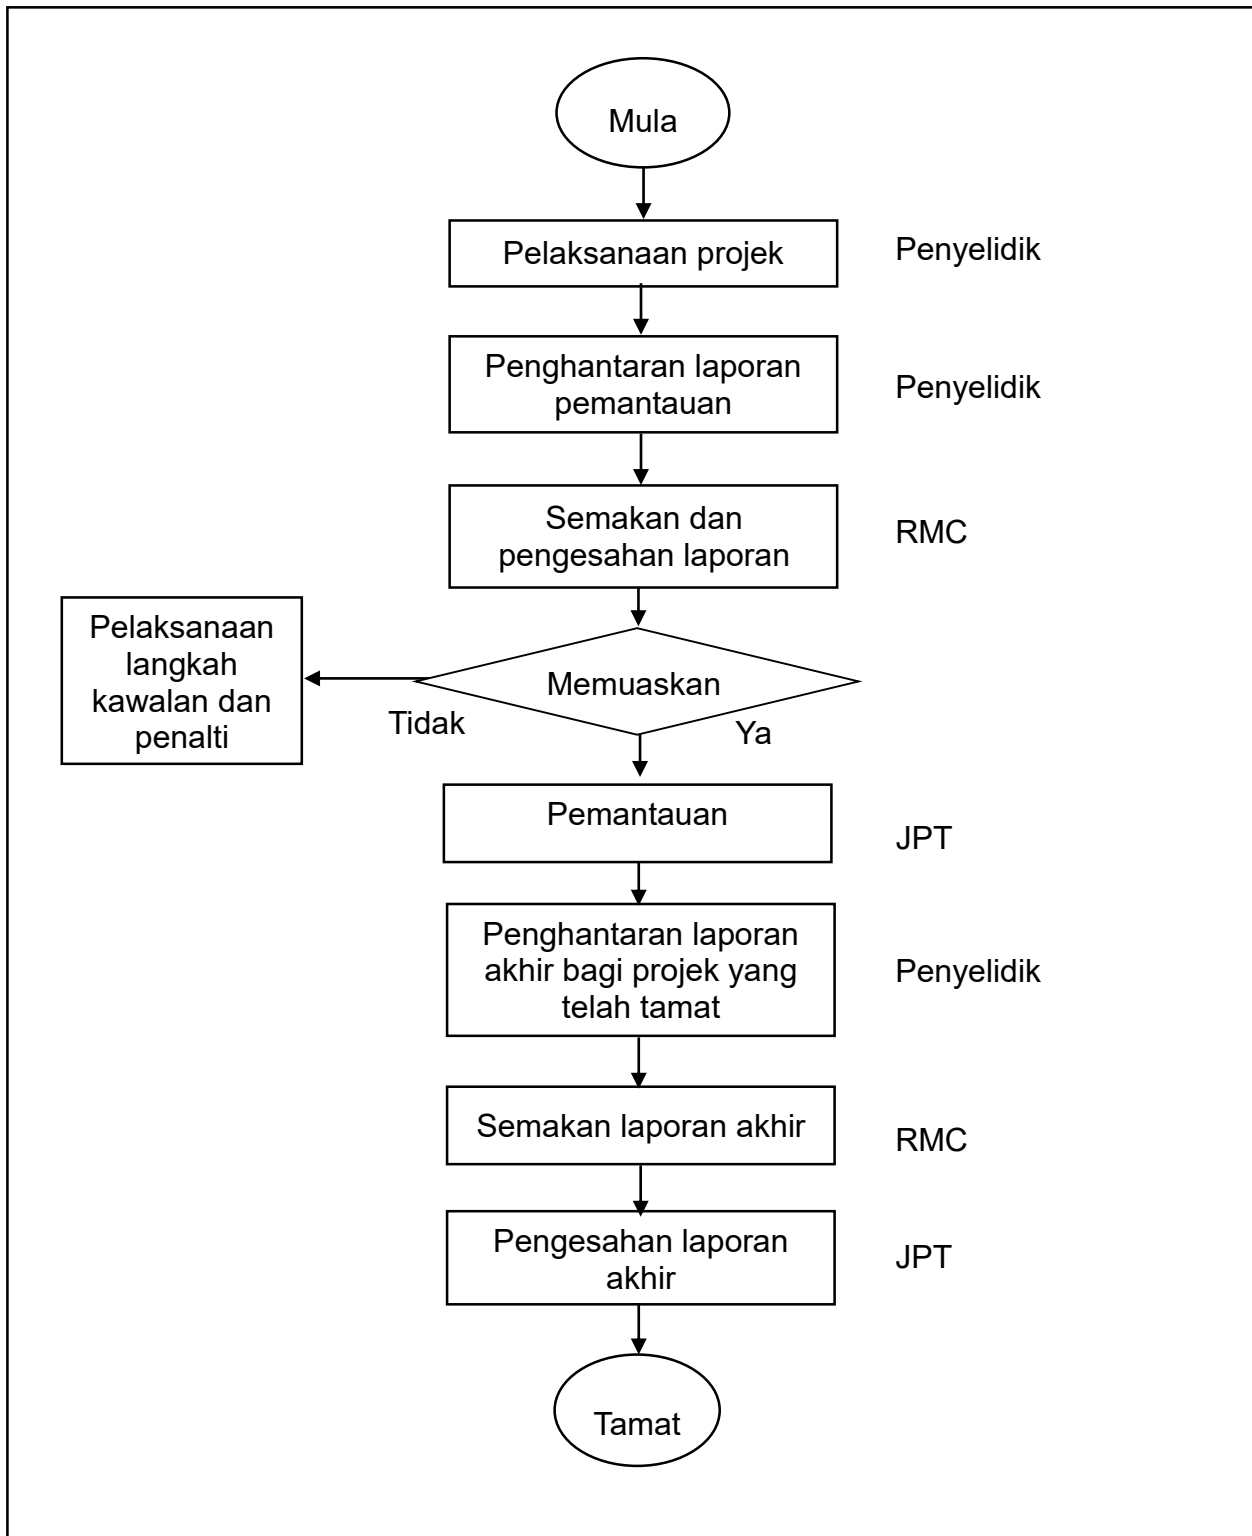 Mula
Pelaksanaan projek
Penyelidik
Penghantaran laporan
pemantauan
Penyelidik
Semakan dan
pengesahan laporan
RMC
Pelaksanaan
langkah
kawalan dan
penalti
Memuaskan
Tidak
Ya
Pemantauan
JPT
Penghantaran laporan
akhir bagi projek yang
telah tamat
Penyelidik
Semakan laporan akhir
RMC
Pengesahan laporan
akhir
JPT
Tamat